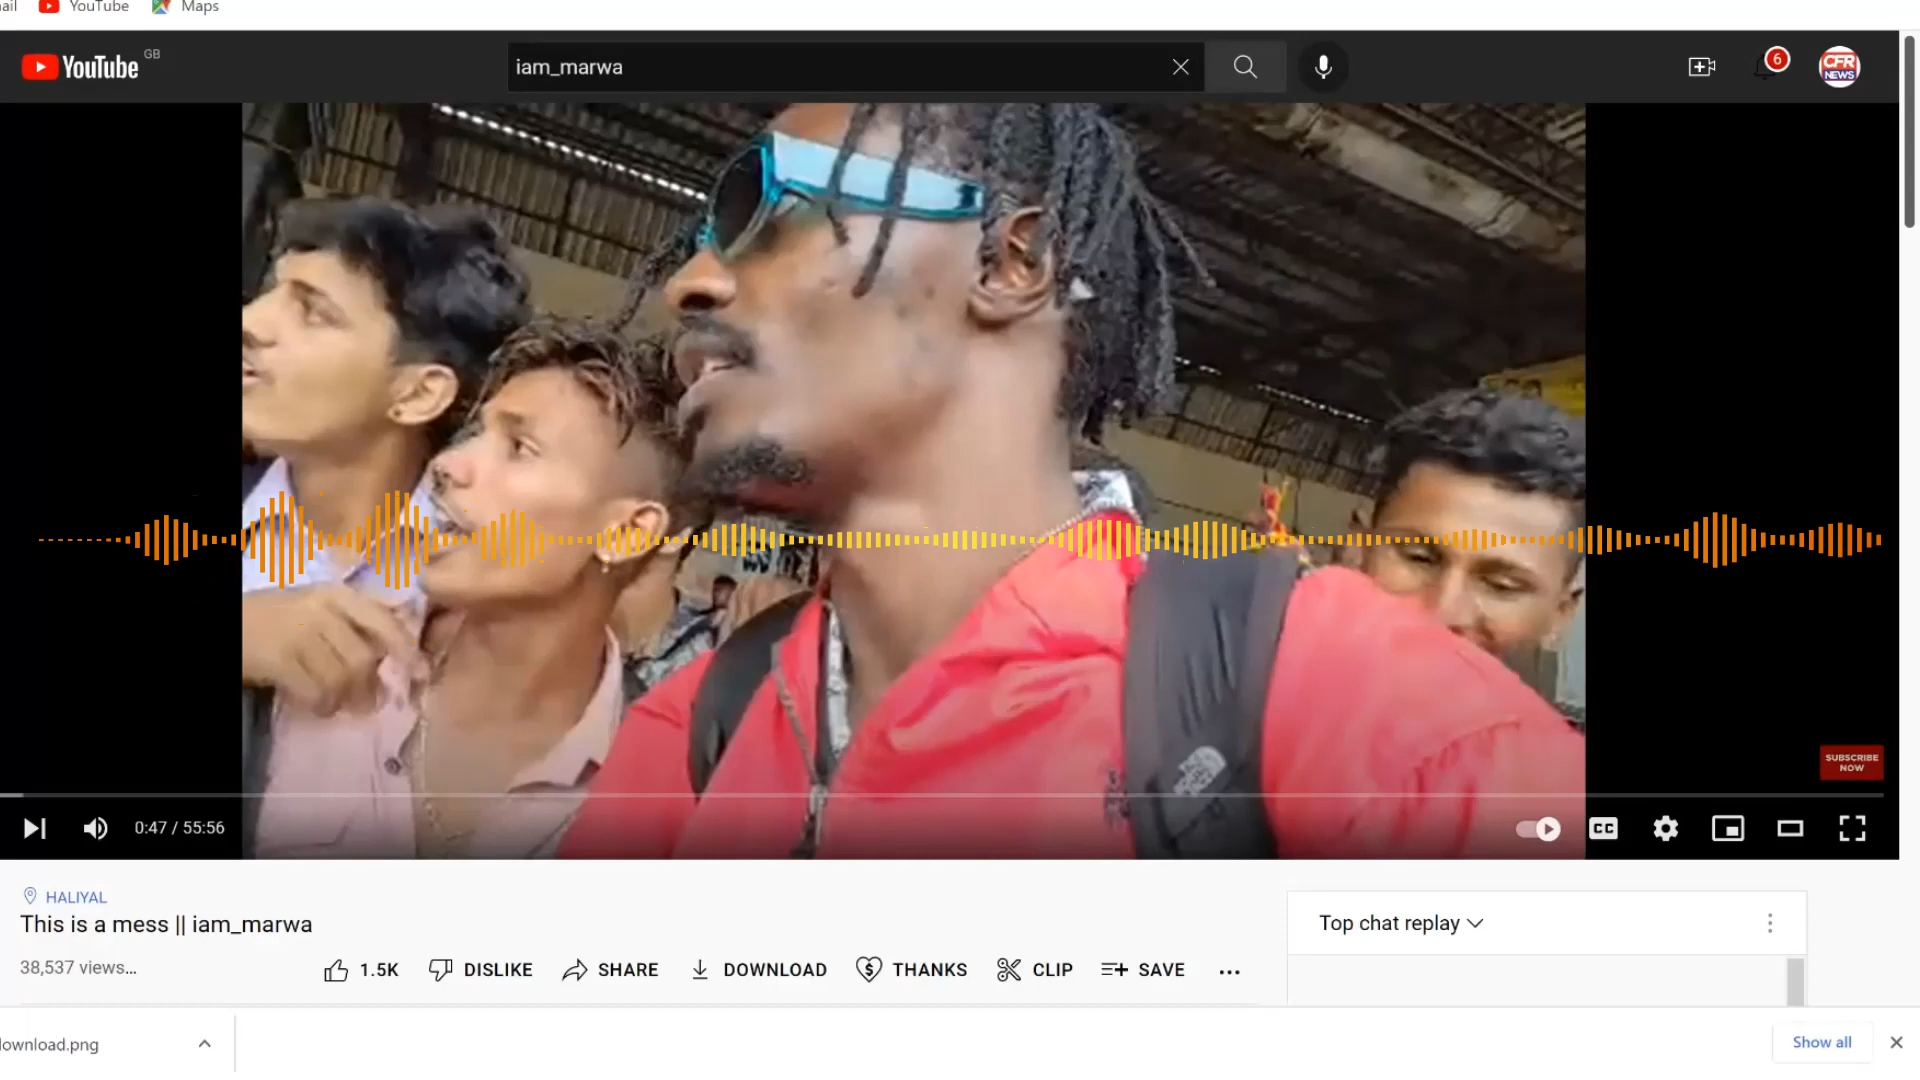 ail YouTube Maps
YouTube GB
iam_marwa
6
CFR
NEWS
SUBSCRIBE
NOW
0:47 / 55:56
CC
HALIYAL
This is a mess || iam_marwa
38,537 views...
1.5K DISLIKE SHARE DOWNLOAD THANKS CLIP SAVE ...
Top chat replay
ownload.png
Show all